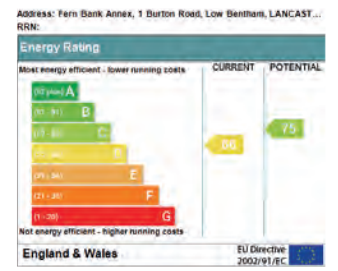 Address: Fern Bank Annex, 1 Burton Road, Low Bentham, LANCAST...
RRN:
Energy Rating
Most energy efficient - lower running costs
CURRENT POTENTIAL
A
B
C
75
E
(21 - 38) F
(1 - 20) G
Not energy efficient - higher running costs
England & Wales
EU Directive
2002/91/EC